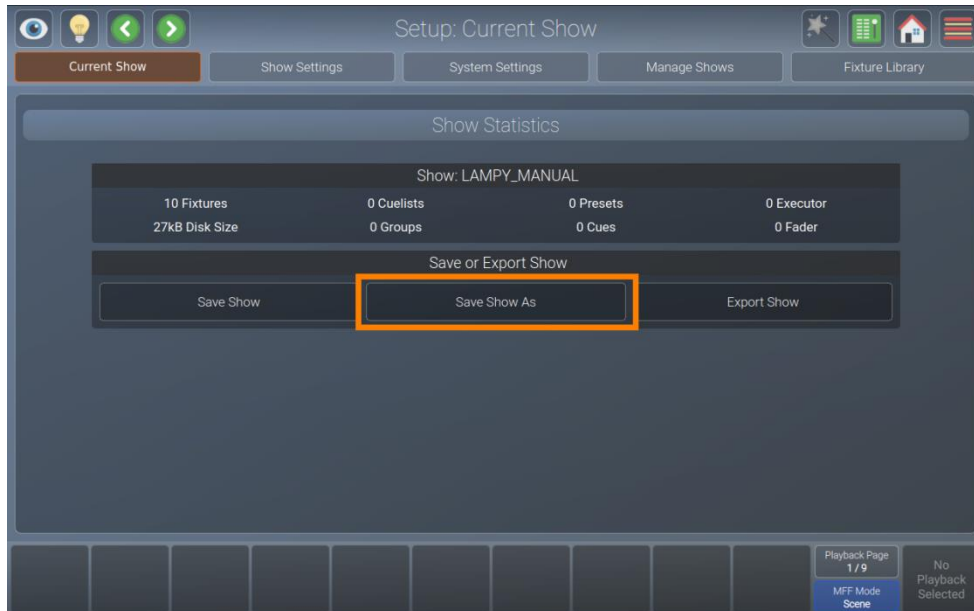 Setup: Current Show
Current Show
Show Settings
System Settings
Manage Shows
Fixture Library
Show Statistics
Show: LAMPY_MANUAL
10 Fixtures
0 Cuelists
0 Presets
0 Executor
27kB Disk Size
0 Groups
0 Cues
0 Fader
Save or Export Show
Save Show
Save Show As
Export Show
Playback Page
1 / 9
MFF Mode
Scene
No
Playback
Selected